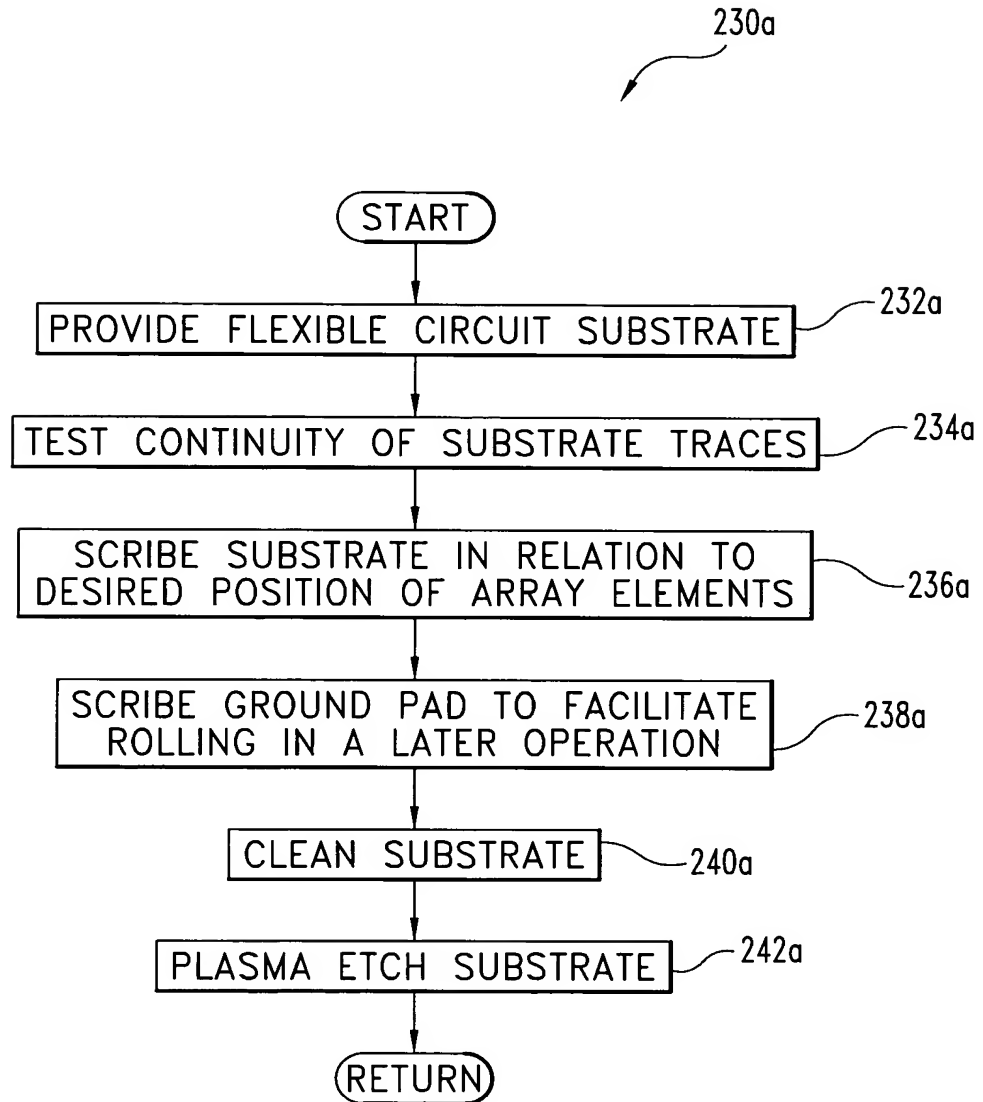 230a
START
PROVIDE FLEXIBLE CIRCUIT SUBSTRATE
232a
TEST CONTINUITY OF SUBSTRATE TRACES
234a
SCRIBE SUBSTRATE IN RELATION TO
DESIRED POSITION OF ARRAY ELEMENTS
236a
SCRIBE GROUND PAD TO FACILITATE
ROLLING IN A LATER OPERATION
238a
CLEAN SUBSTRATE
240a
PLASMA ETCH SUBSTRATE
242a
RETURN